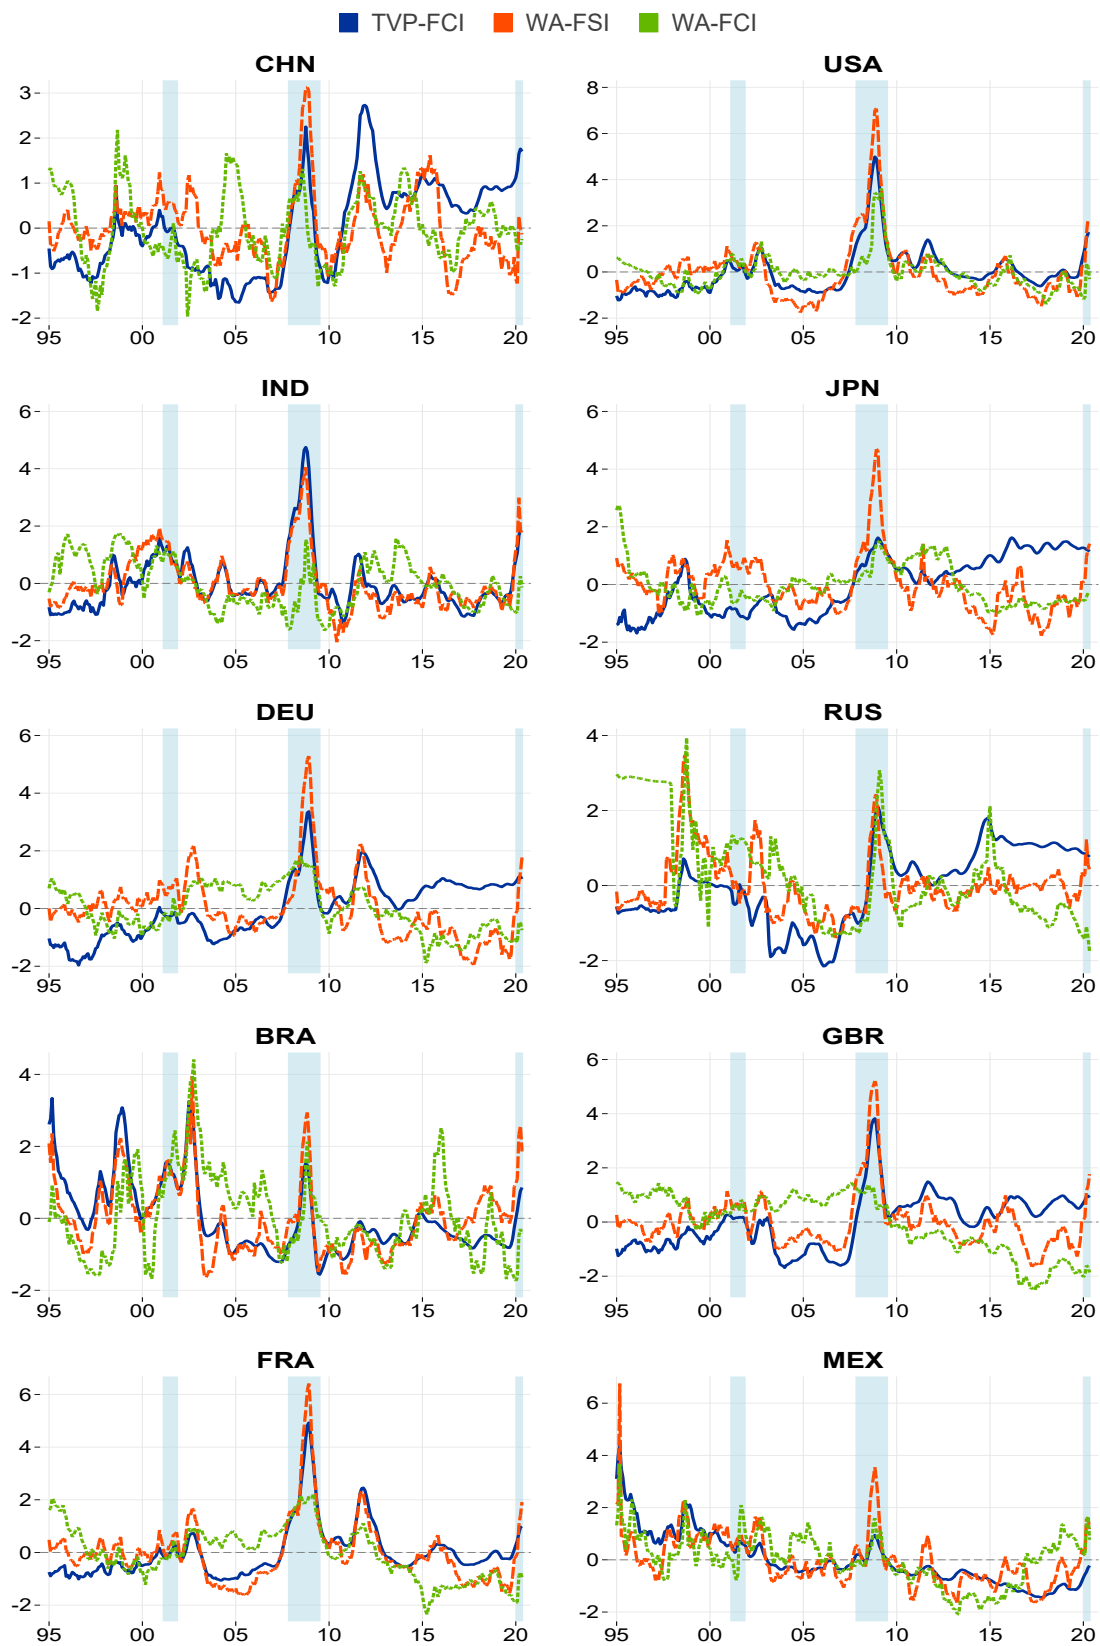 TVP-FCI WA-FSI WA-FCI
CHN USA
3 8
2 6
1 4
0 2
-1 0
-2 -2
95 00 05 10 15 20 95 00 05 10 15 20
IND JPN
6 6
4 4
2 2
0 0
-2 -2
95 00 05 10 15 20 95 00 05 10 15 20
DEU RUS
6 4
4 2
2 0
0 -2
-2
95 00 05 10 15 20 95 00 05 10 15 20
BRA GBR
4 6
2 4
0 2
-2 0
-2
95 00 05 10 15 20 95 00 05 10 15 20
FRA MEX
6 6
4 4
2 2
0 0
-2 -2
95 00 05 10 15 20 95 00 05 10 15 20